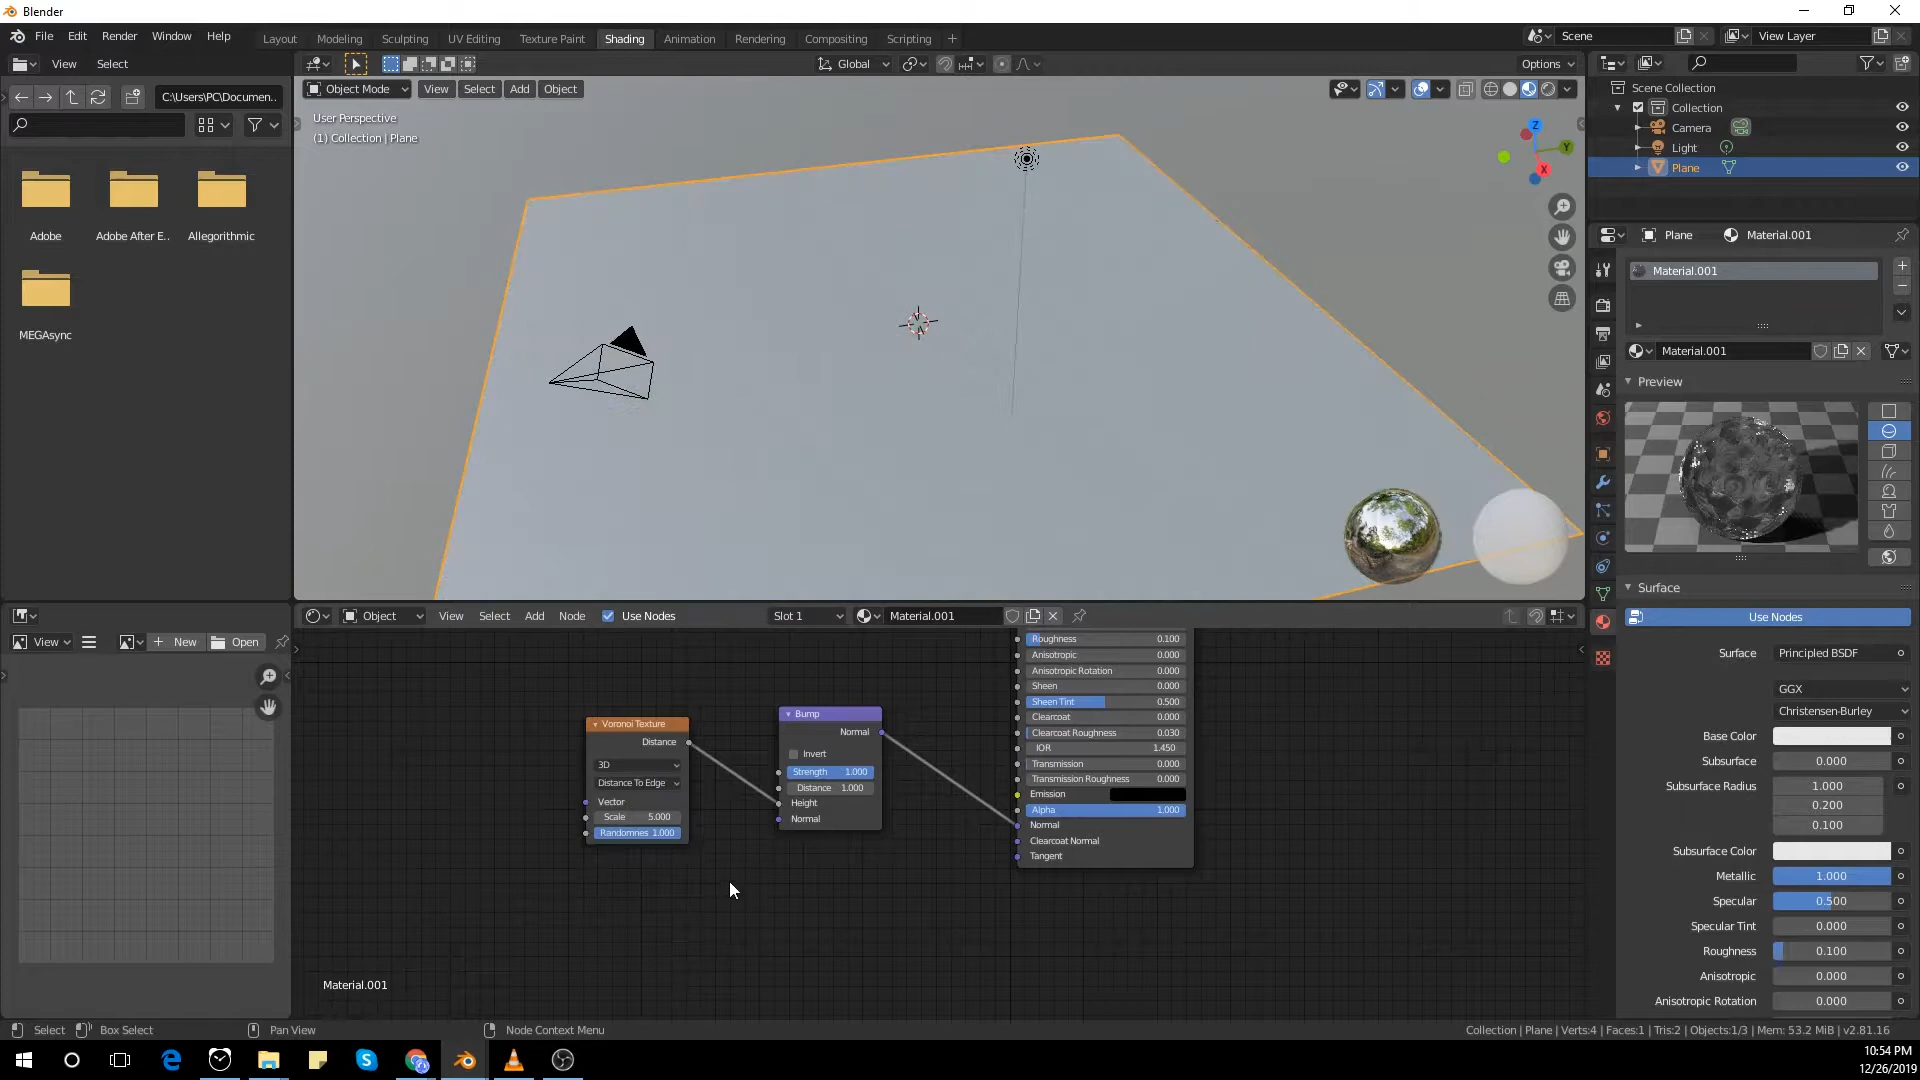 Blender
File Edit Render Window Help
Layout Modeling Sculpting UV Editing Texture Paint Shading Animation Rendering Compositing Scripting
Scene
View Layer
View Select
Global
Options
C:\Users\PC\Documen..
Object Mode View Select Add Object
User Perspective
(1) Collection | Plane
Adobe
Adobe After E..
Allegorithmic
MEGAsync
Z
Y
X
Scene Collection
Collection
Camera
Light
Plane
Plane Material.001
Material.001
Material.001
Preview
Surface
Use Nodes
Surface Principled BSDF
GGX
Christensen-Burley
Base Color
Subsurface 0.000
Subsurface Radius 1.000
0.200
0.100
Subsurface Color
Metallic 1.000
Specular 0.500
Specular Tint 0.000
Roughness 0.100
Anisotropic 0.000
Anisotropic Rotation 0.000
Object View Select Add Node Use Nodes Slot 1 Material.001
View New Open
Voronoi Texture
Distance
3D
Distance To Edge
Vector
Scale 5.000
Randomnes 1.000
Bump
Normal
Invert
Strength 1.000
Distance 1.000
Height
Normal
Roughness 0.100
Anisotropic 0.000
Anisotropic Rotation 0.000
Sheen 0.000
Sheen Tint 0.500
Clearcoat 0.000
Clearcoat Roughness 0.030
IOR 1.450
Transmission 0.000
Transmission Roughness 0.000
Emission
Alpha 1.000
Normal
Clearcoat Normal
Tangent
Material.001
Select Box Select Pan View Node Context Menu
Collection | Plane | Verts:4 | Faces:1 | Tris:2 | Objects:1/3 | Mem: 53.2 MiB | v2.81.16
10:54 PM
12/26/2019